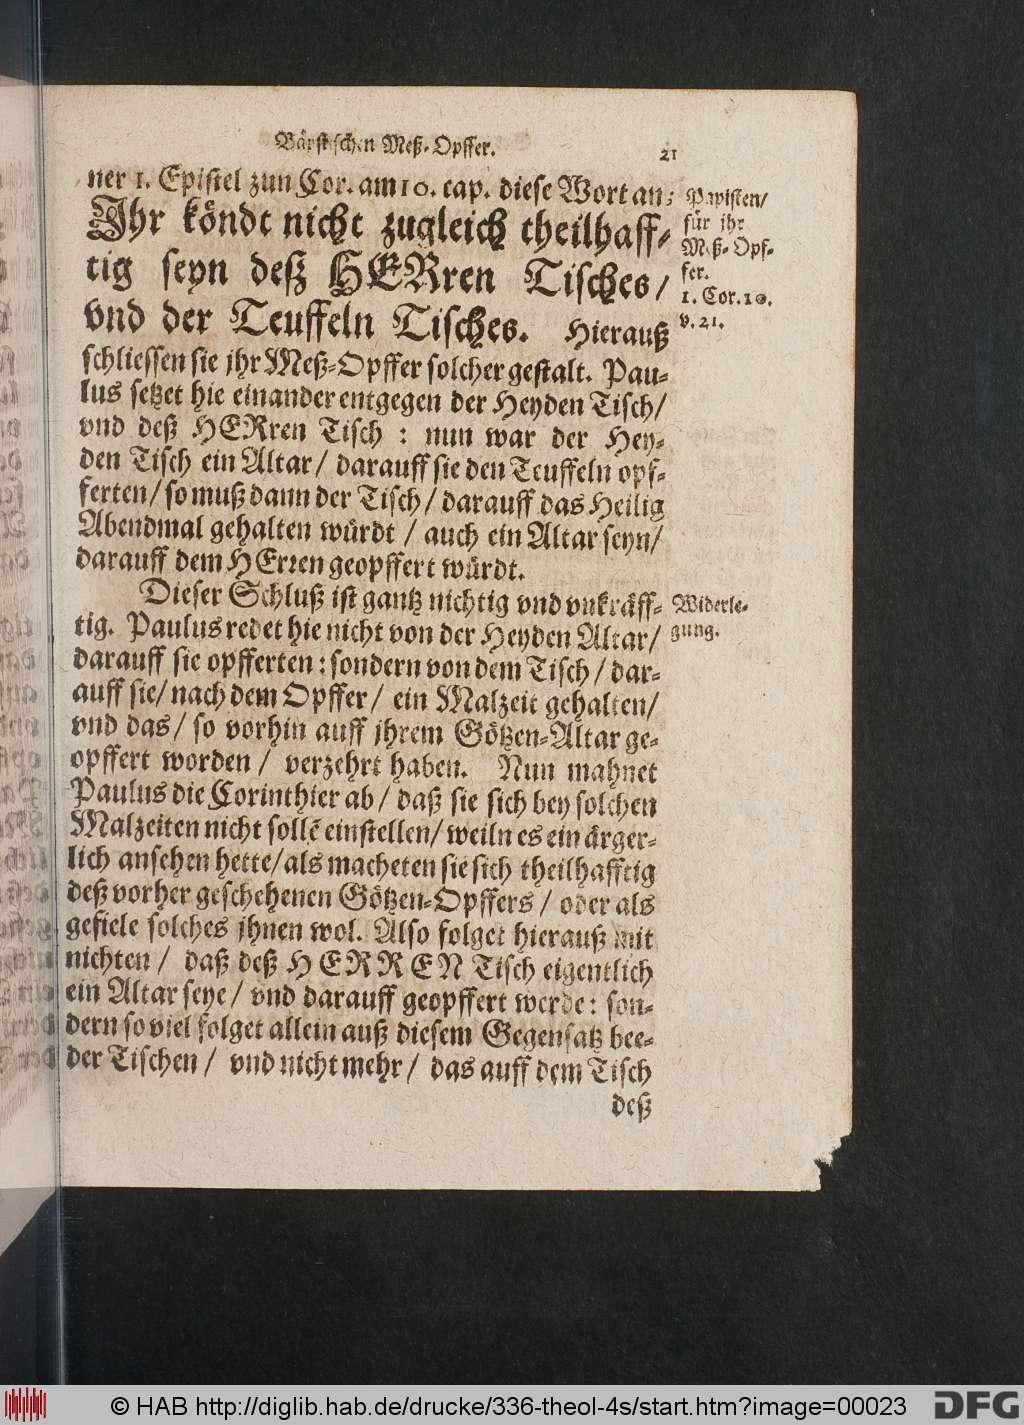 Bäpstischen Meß-Opffer. 21
ner 1. Epistel zun Cor. am 10. cap. diese Wort an:
Jhr köndt nicht zugleich theilhaff-
tig seyn deß HERren Tisches /
vnd der Teuffeln Tisches. Hierauß
schliessen sie jhr Meß-Opffer solcher gestalt. Pau-
lus setzet hie einander entgegen der Heyden Tisch /
vnd deß HERren Tisch : nun war der Hey-
den Tisch ein Altar / darauff sie den Teuffeln opf-
ferten / so muß dann der Tisch / darauff das Heilig
Abendmal gehalten würdt / auch ein Altar seyn /
darauff dem HErren geopffert würdt.
Dieser Schluß ist gantz nichtig vnd vnkräff-
tig. Paulus redet hie nicht von der Heyden Altar /
darauff sie opfferten : sondern von dem Tisch / dar-
auff sie / nach dem Opffer / ein Malzeit gehalten /
vnd das / so vorhin auff jhrem Götzen-Altar ge-
opffert worden / verzehrt haben. Nun mahnet
Paulus die Corinthier ab / daß sie sich bey solchen
Malzeiten nicht sollē einstellen / weiln es ein ärger-
lich ansehen hette / als macheten sie sich theilhafftig
deß vorher geschehenen Götzen-Opffers / oder als
gefiele solches jhnen wol. Also folget hierauß mit
nichten / daß deß HERREN Tisch eigentlich
ein Altar seye / vnd darauff geopffert werde : son-
dern so viel folget allein auß diesem Gegensatz bee-
der Tischen / vnd nicht mehr / das auff dem Tisch
deß
Papisten /
für jhr
Meß-Opf-
fer.
1. Cor. 10.
v. 21.
Widerle-
gung.
© HAB http://diglib.hab.de/drucke/336-theol-4s/start.htm?image=00023
DFG